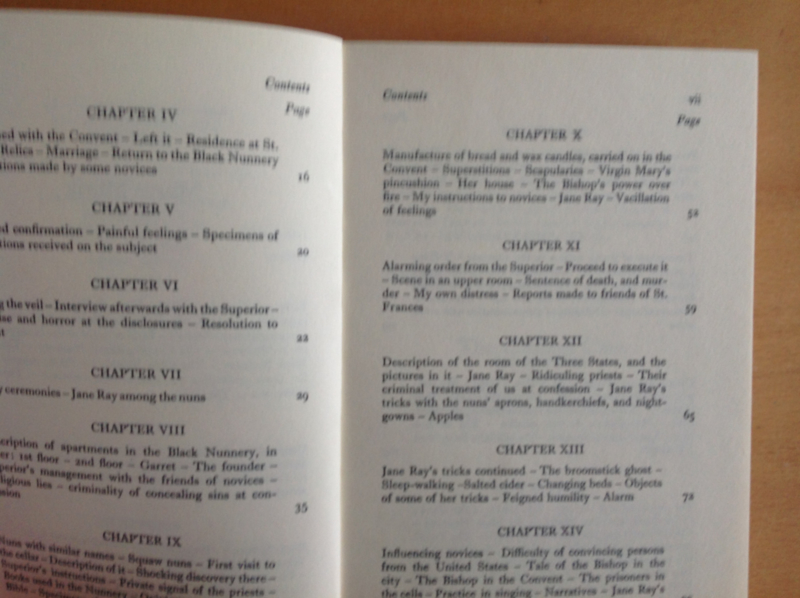 Contents
Page
CHAPTER IV
with the Convent – Left it – Residence at St.
Relics – Marriage – Return to the Black Nunnery
made by some novices
16
CHAPTER V
confirmation – Painful feelings – Specimens of
received on the subject
20
CHAPTER VI
the veil – Interview afterwards with the Superior –
and horror at the disclosures – Resolution to
22
CHAPTER VII
ceremonies – Jane Ray among the nuns
29
CHAPTER VIII
of apartments in the Black Nunnery, in
1st floor – 2nd floor – Garret – The founder –
management with the friends of novices –
lies – criminality of concealing sins at con-
35
CHAPTER IX
with similar names – Squaw nuns – First visit to
the cellar – Description of it – Shocking discovery there –
Superior's instructions – Private signal of the priests –
Books used in the Nunnery –
Contents
vii
Page
CHAPTER X
Manufacture of bread and wax candles, carried on in the
Convent – Superstitions – Scapularies – Virgin Mary's
pincushion – Her house – The Bishop's power over
fire – My instructions to novices – Jane Ray – Vacillation
of feelings
52
CHAPTER XI
Alarming order from the Superior – Proceed to execute it
– Scene in an upper room – Sentence of death, and mur-
der – My own distress – Reports made to friends of St.
Frances
59
CHAPTER XII
Description of the room of the Three States, and the
pictures in it – Jane Ray – Ridiculing priests – Their
criminal treatment of us at confession – Jane Ray's
tricks with the nuns' aprons, handkerchiefs, and night-
gowns – Apples
65
CHAPTER XIII
Jane Ray's tricks continued – The broomstick ghost –
Sleep-walking –Salted cider – Changing beds – Objects
of some of her tricks – Feigned humility – Alarm
72
CHAPTER XIV
Influencing novices – Difficulty of convincing persons
from the United States – Tale of the Bishop in the
city – The Bishop in the Convent – The prisoners in
the cells – Practice in singing – Narratives – Jane Ray's